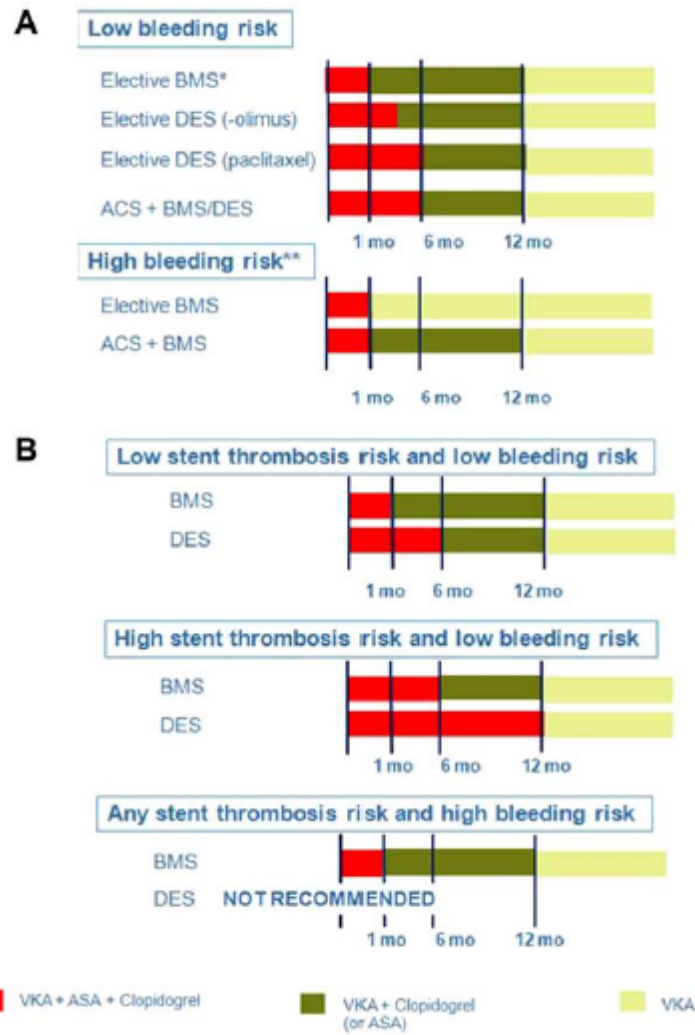 A
Low bleeding risk
Elective BMS*
Elective DES (-olimus)
Elective DES (paclitaxel)
ACS + BMS/DES
1 mo 6 mo 12 mo
High bleeding risk**
Elective BMS
ACS + BMS
1 mo 6 mo 12 mo
B
Low stent thrombosis risk and low bleeding risk
BMS
DES
1 mo 6 mo 12 mo
High stent thrombosis risk and low bleeding risk
BMS
DES
1 mo 6 mo 12 mo
Any stent thrombosis risk and high bleeding risk
BMS
DES NOT RECOMMENDED
1 mo 6 mo 12 mo
VKA + ASA + Clopidogrel
VKA + Clopidogrel
(or ASA)
VKA